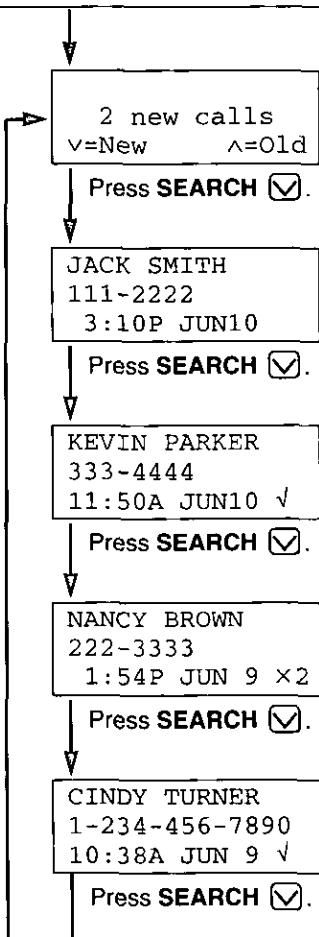 2 new calls
∨=New ∧=Old
Press SEARCH ∨.
JACK SMITH
111-2222
3:10P JUN10
Press SEARCH ∨.
KEVIN PARKER
333-4444
11:50A JUN10 √
Press SEARCH ∨.
NANCY BROWN
222-3333
1:54P JUN 9 ×2
Press SEARCH ∨.
CINDY TURNER
1-234-456-7890
10:38A JUN 9 √
Press SEARCH ∨.